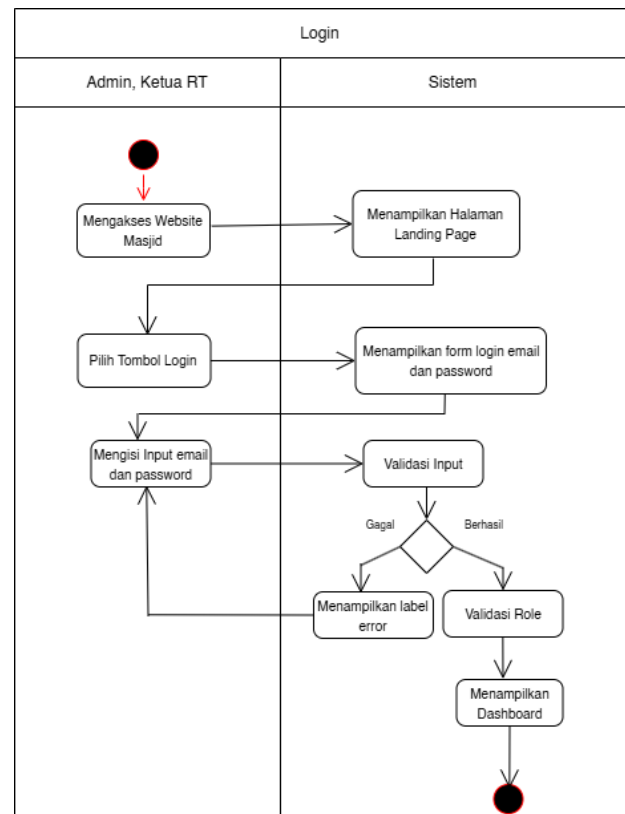 Login
Admin, Ketua RT
Sistem
Mengakses Website
Masjid
Menampilkan Halaman
Landing Page
Pilih Tombol Login
Menampilkan form login email
dan password
Mengisi Input email
dan password
Validasi Input
Gagal
Berhasil
Menampilkan label
error
Validasi Role
Menampilkan
Dashboard